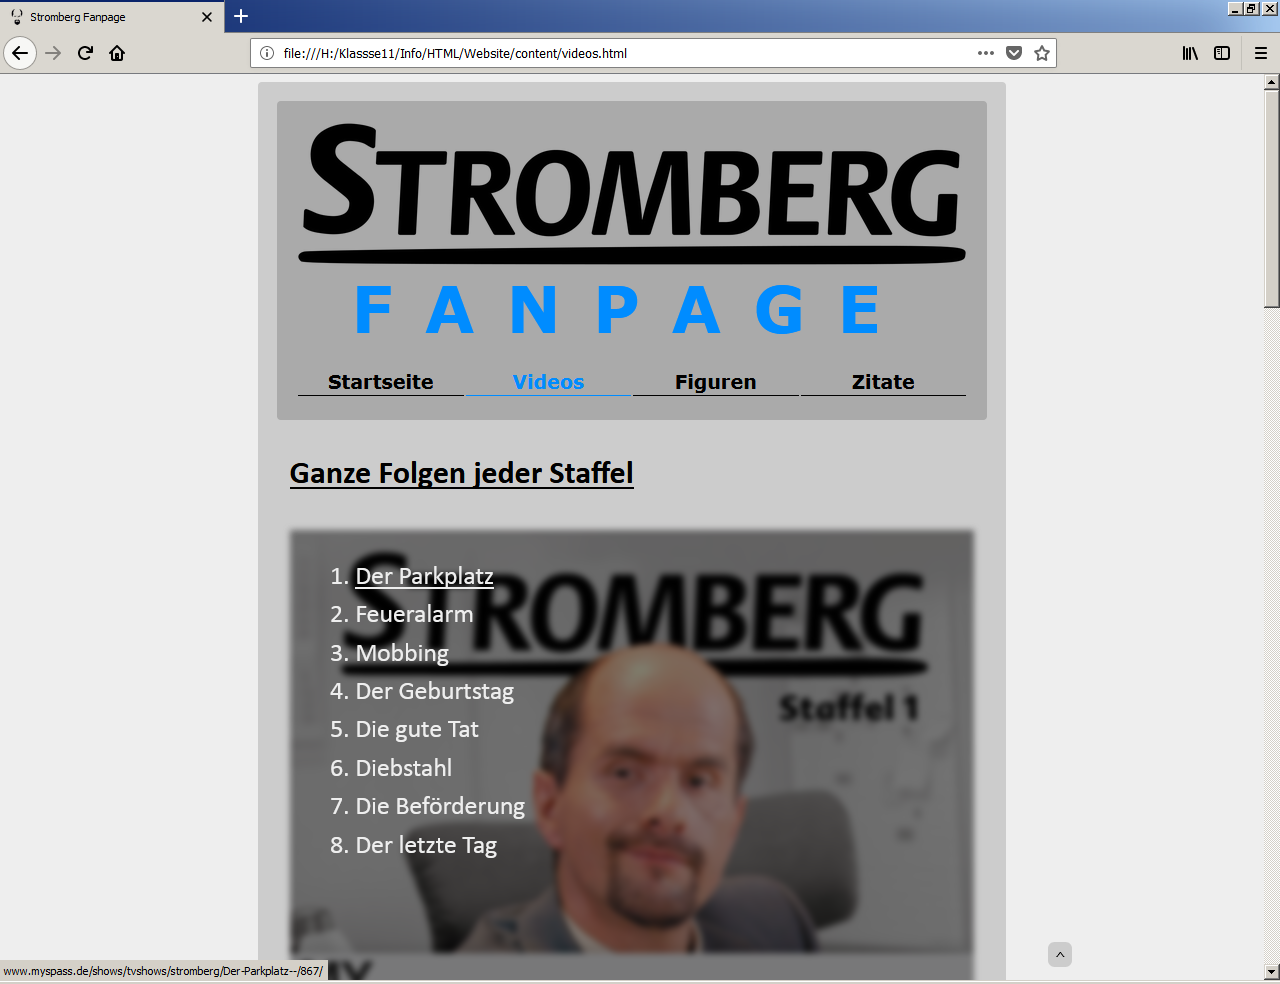 Stromberg Fanpage
file:///H:/Klassse11/Info/HTML/Website/content/videos.html
STROMBERG
FANPAGE
Startseite Videos Figuren Zitate
Ganze Folgen jeder Staffel
STROMBERG
Staffel 1
1. Der Parkplatz
2. Feueralarm
3. Mobbing
4. Der Geburtstag
5. Die gute Tat
6. Diebstahl
7. Die Beförderung
8. Der letzte Tag
www.myspass.de/shows/tvshows/stromberg/Der-Parkplatz--/867/